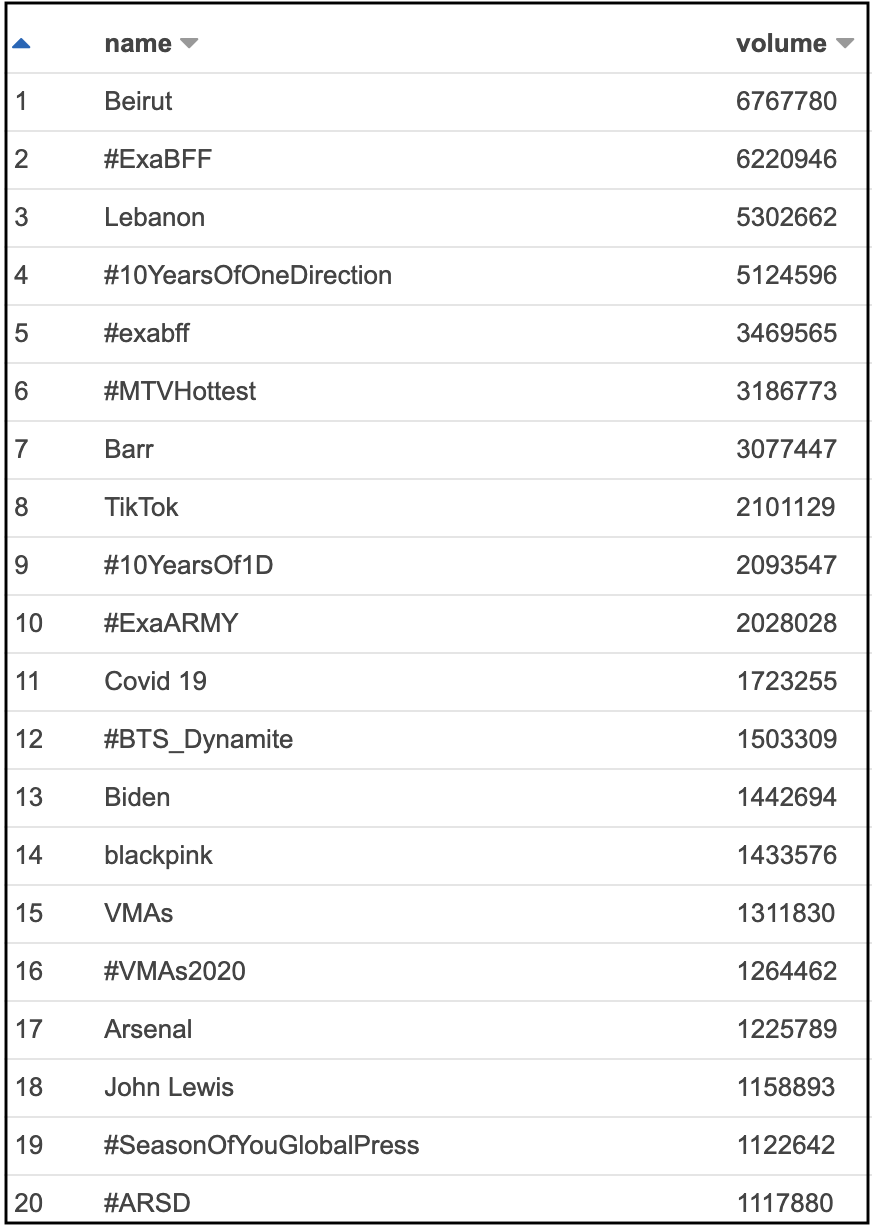 name volume
1 Beirut 6767780
2 #ExaBFF 6220946
3 Lebanon 5302662
4 #10YearsOfOneDirection 5124596
5 #exabff 3469565
6 #MTVHottest 3186773
7 Barr 3077447
8 TikTok 2101129
9 #10YearsOf1D 2093547
10 #ExaARMY 2028028
11 Covid 19 1723255
12 #BTS_Dynamite 1503309
13 Biden 1442694
14 blackpink 1433576
15 VMAs 1311830
16 #VMAs2020 1264462
17 Arsenal 1225789
18 John Lewis 1158893
19 #SeasonOfYouGlobalPress 1122642
20 #ARSD 1117880